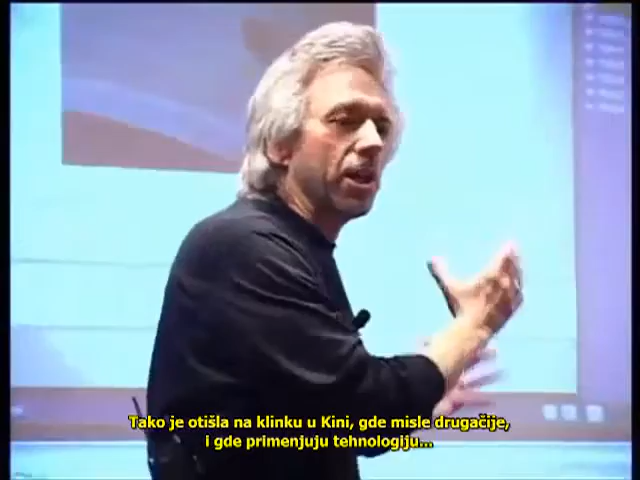 Tako je otišla na klinku u Kini, gde misle drugačije,
i gde primenjuju tehnologiju...